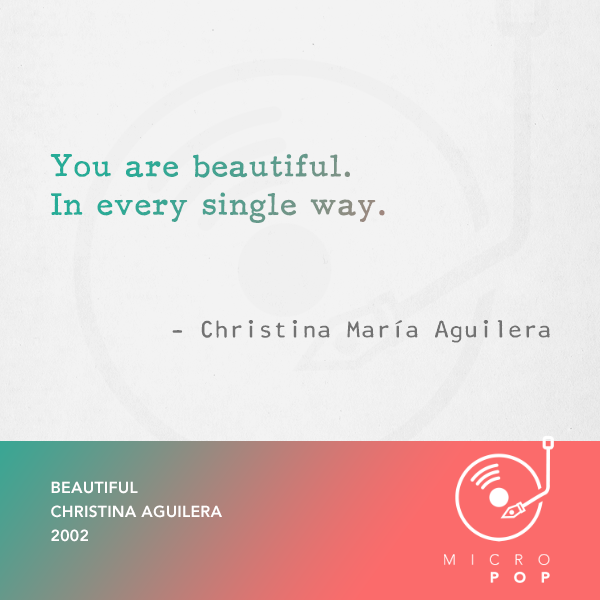 You are beautiful.
In every single way.
– Christina María Aguilera
BEAUTIFUL
CHRISTINA AGUILERA
2002
MICRO
POP